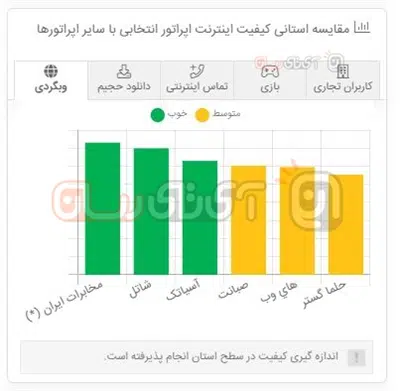 مقایسه استانی کیفیت اینترنت اپراتور انتخابی با سایر اپراتورها
کاربران تجاری
بازی
تماس اینترنتی
دانلود حجیم
وبگردی
متوسط
خوب
آی‌تی‌رسان
مخابرات ایران (*)
شاتل
آسیاتک
صبانت
های وب
حلما گستر
اندازه گیری کیفیت در سطح استان انجام پذیرفته است.